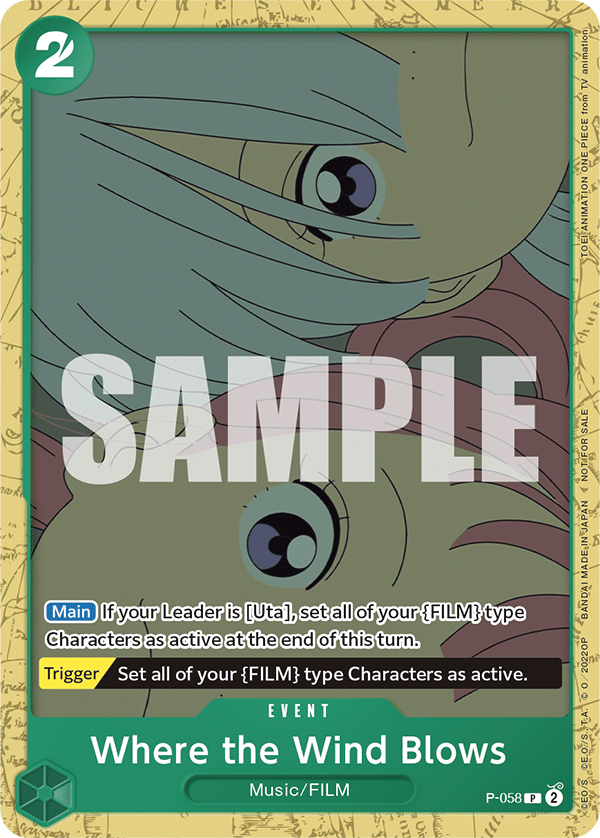 2
TOEI ANIMATION ONE PIECE from TV animation
SAMPLE
Main If your Leader is [Uta], set all of your {FILM} type
Characters as active at the end of this turn.
Trigger Set all of your {FILM} type Characters as active.
EVENT
Where the Wind Blows
Music/FILM
P-058 P 2
©E.O/S. ©E.O/S.,T.A. © O/2022OP BANDAI MADE IN JAPAN NOT FOR SALE